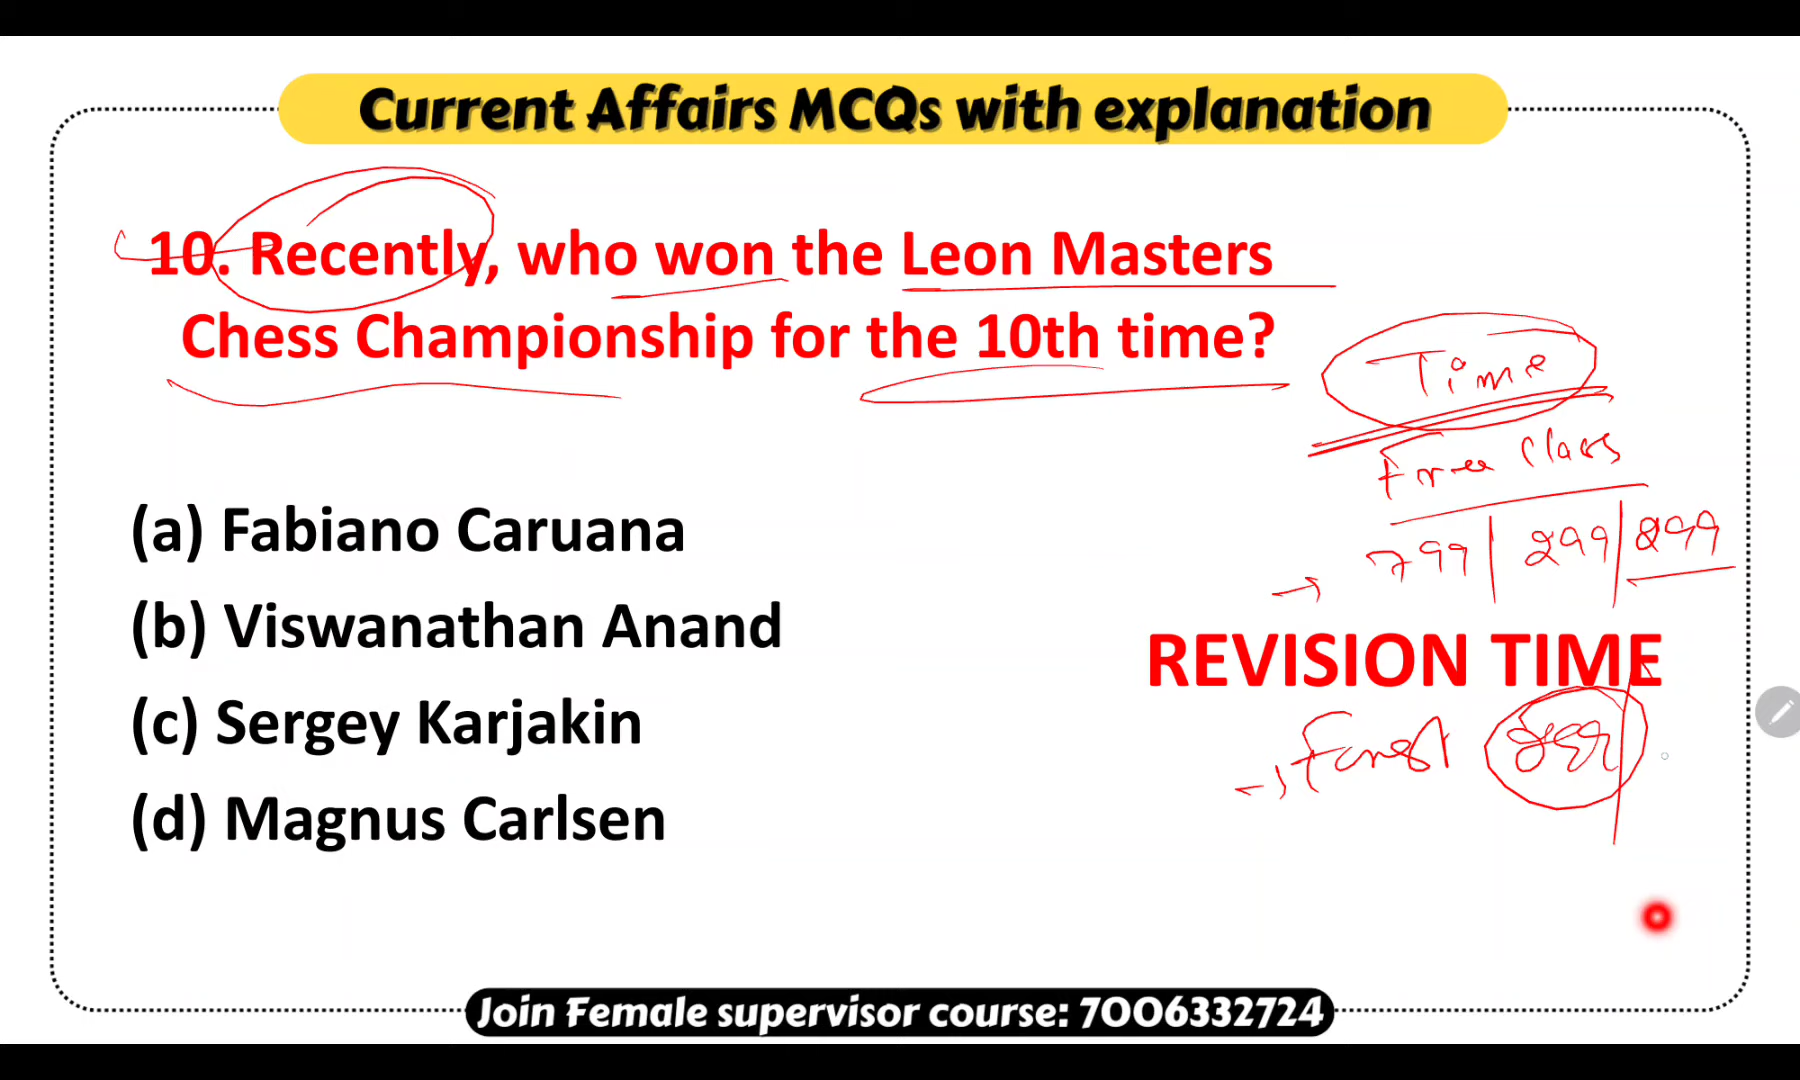 Current Affairs MCQs with explanation
10. Recently, who won the Leon Masters
Chess Championship for the 10th time?
Time
Free Class
799 | 299 | 899
(a) Fabiano Caruana
(b) Viswanathan Anand
(c) Sergey Karjakin
(d) Magnus Carlsen
REVISION TIME
Join Female supervisor course: 7006332724